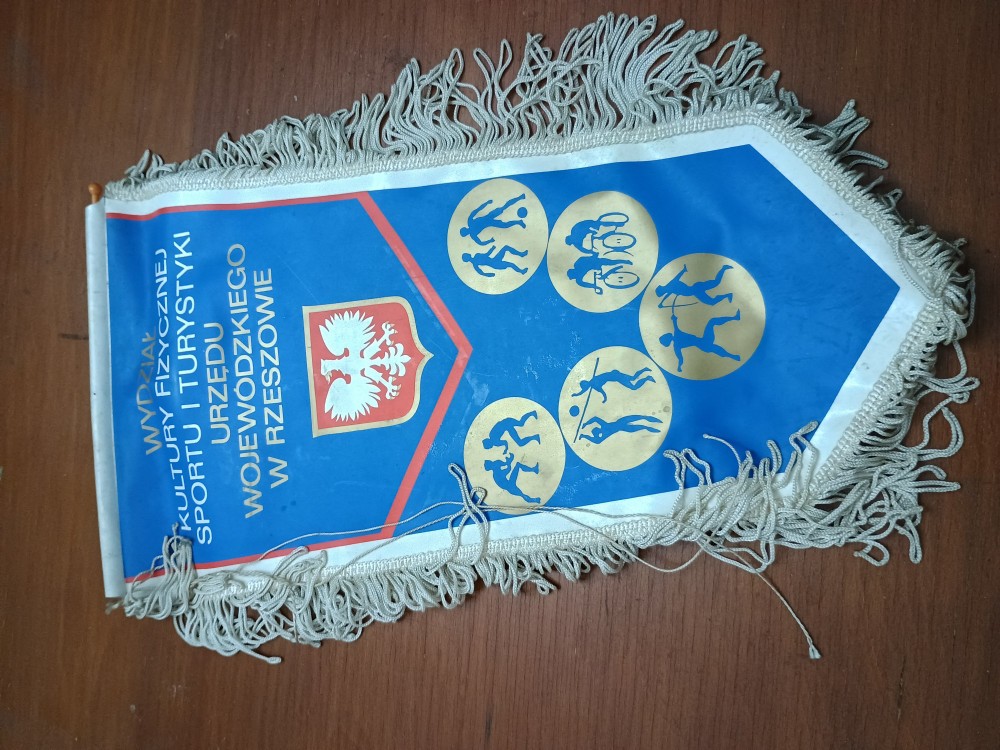 WYDZIAŁ
KULTURY FIZYCZNEJ
SPORTU I TURYSTYKI
URZĘDU
WOJEWÓDZKIEGO
W RZESZOWIE